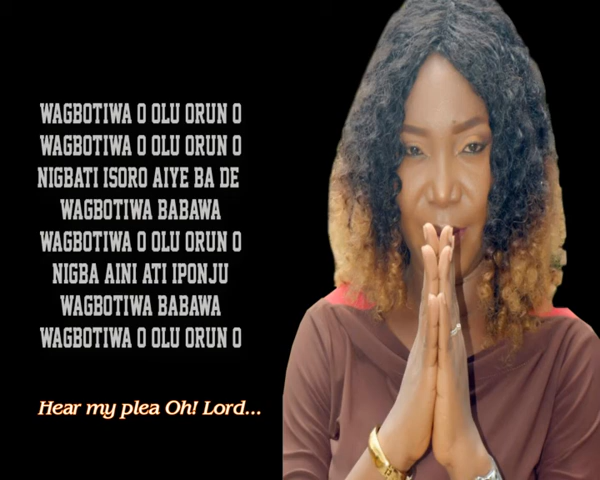 WAGBOTIWA O OLU ORUN O
WAGBOTIWA O OLU ORUN O
NIGBATI ISORO AIYE BA DE
WAGBOTIWA BABAWA
WAGBOTIWA O OLU ORUN O
NIGBA AINI ATI IPONJU
WAGBOTIWA BABAWA
WAGBOTIWA O OLU ORUN O
Hear my plea Oh! Lord...